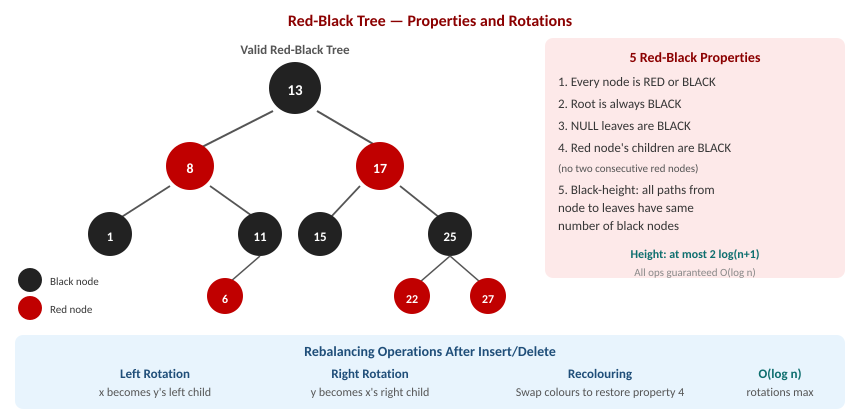 Red-Black Tree — Properties and Rotations
Valid Red-Black Tree
13
8
17
1
11
15
25
6
22
27
Black node
Red node
5 Red-Black Properties
1. Every node is RED or BLACK
2. Root is always BLACK
3. NULL leaves are BLACK
4. Red node's children are BLACK
(no two consecutive red nodes)
5. Black-height: all paths from
node to leaves have same
number of black nodes
Height: at most 2 log(n+1)
All ops guaranteed O(log n)
Rebalancing Operations After Insert/Delete
Left Rotation
x becomes y's left child
Right Rotation
y becomes x's right child
Recolouring
Swap colours to restore property 4
O(log n)
rotations max